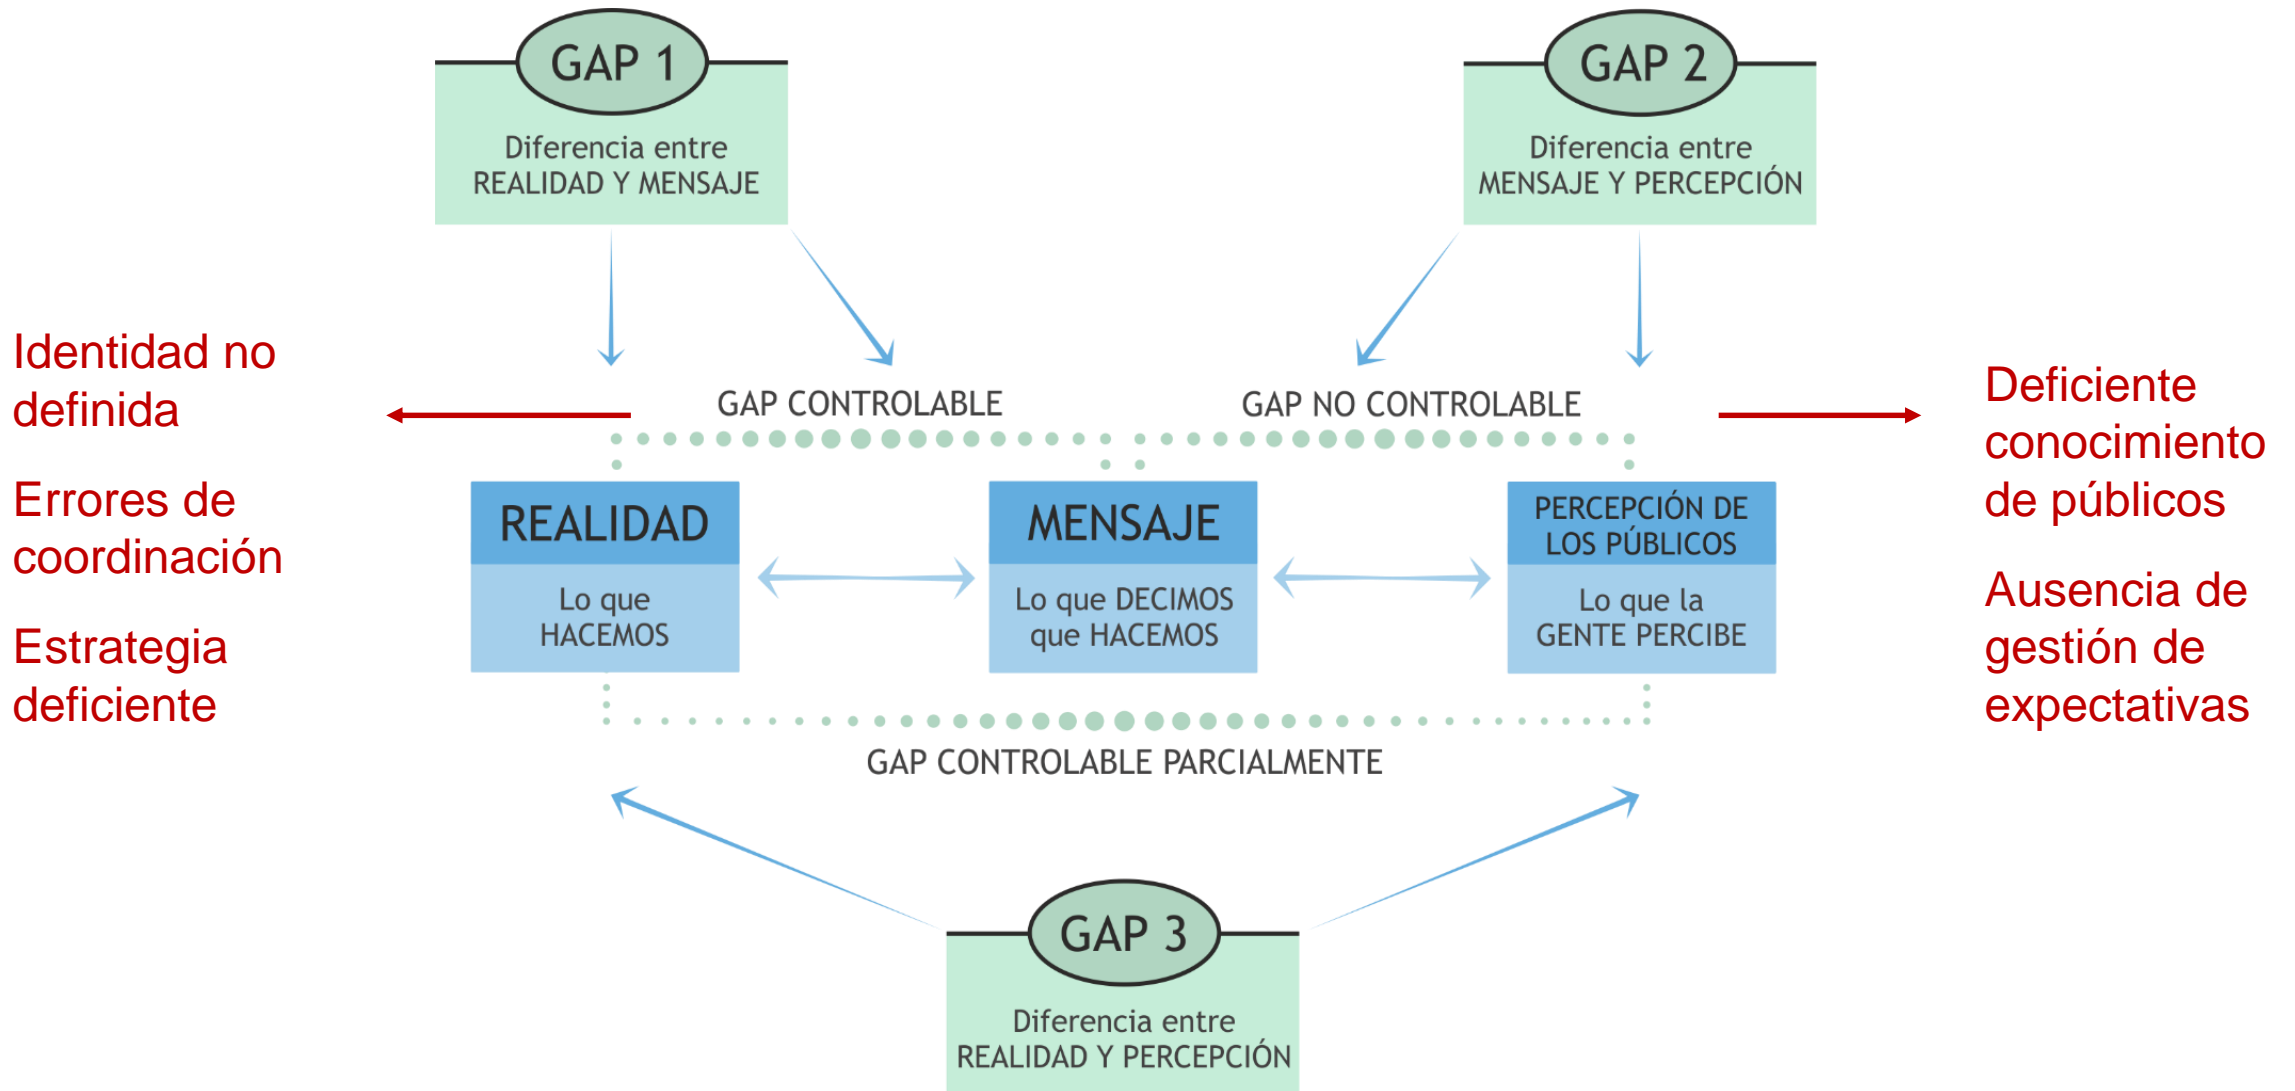 GAP 1
Diferencia entre
REALIDAD Y MENSAJE
GAP 2
Diferencia entre
MENSAJE Y PERCEPCIÓN
Identidad no
definida
Errores de
coordinación
Estrategia
deficiente
GAP CONTROLABLE
GAP NO CONTROLABLE
REALIDAD
Lo que
HACEMOS
MENSAJE
Lo que DECIMOS
que HACEMOS
PERCEPCIÓN DE
LOS PÚBLICOS
Lo que la
GENTE PERCIBE
Deficiente
conocimiento
de públicos
Ausencia de
gestión de
expectativas
GAP CONTROLABLE PARCIALMENTE
GAP 3
Diferencia entre
REALIDAD Y PERCEPCIÓN